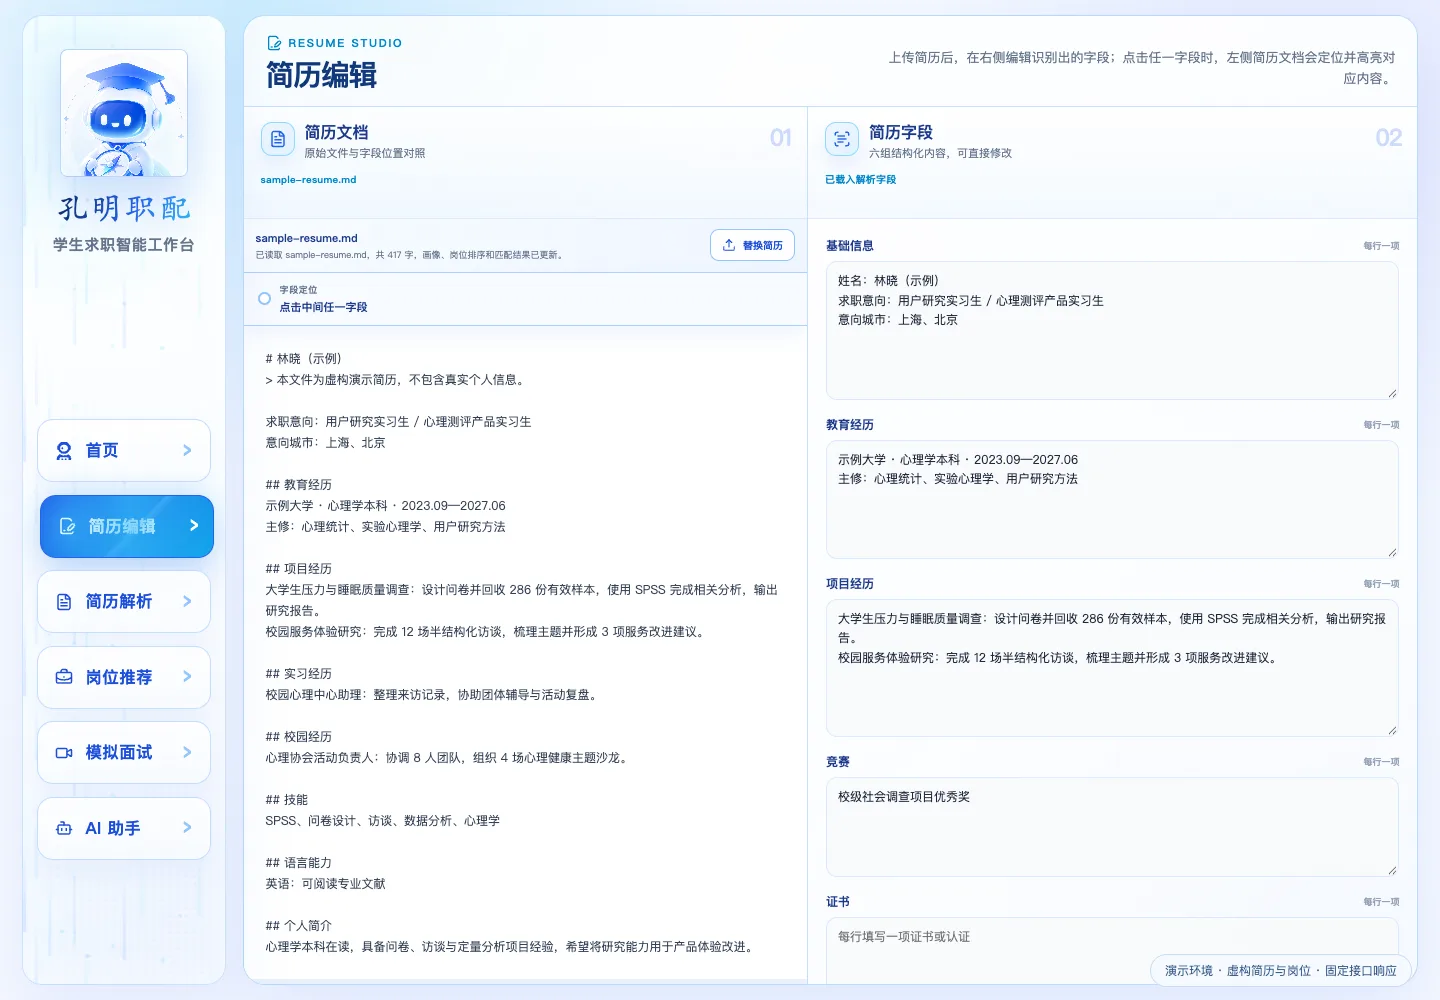 孔明职配
学生求职智能工作台
首页
简历编辑
简历解析
岗位推荐
模拟面试
AI 助手
RESUME STUDIO
简历编辑
上传简历后，在右侧编辑识别出的字段；点击任一字段时，左侧简历文档会定位并高亮对
应内容。
简历文档
原始文件与字段位置对照
01
sample-resume.md
sample-resume.md
已读取 sample-resume.md，共 417 字，画像、岗位排序和匹配结果已更新。
替换简历
字段定位
点击中间任一字段
# 林晓（示例）
> 本文件为虚构演示简历，不包含真实个人信息。
求职意向：用户研究实习生 / 心理测评产品实习生
意向城市：上海、北京
## 教育经历
示例大学 · 心理学本科 · 2023.09—2027.06
主修：心理统计、实验心理学、用户研究方法
## 项目经历
大学生压力与睡眠质量调查：设计问卷并回收 286 份有效样本，使用 SPSS 完成相关分析，输出
研究报告。
校园服务体验研究：完成 12 场半结构化访谈，梳理主题并形成 3 项服务改进建议。
## 实习经历
校园心理中心助理：整理来访记录，协助团体辅导与活动复盘。
## 校园经历
心理协会活动负责人：协调 8 人团队，组织 4 场心理健康主题沙龙。
## 技能
SPSS、问卷设计、访谈、数据分析、心理学
## 语言能力
英语：可阅读专业文献
## 个人简介
心理学本科在读，具备问卷、访谈与定量分析项目经验，希望将研究能力用于产品体验改进。
简历字段
六组结构化内容，可直接修改
02
已载入解析字段
基础信息
每行一项
姓名：林晓（示例）
求职意向：用户研究实习生 / 心理测评产品实习生
意向城市：上海、北京
教育经历
每行一项
示例大学 · 心理学本科 · 2023.09—2027.06
主修：心理统计、实验心理学、用户研究方法
项目经历
每行一项
大学生压力与睡眠质量调查：设计问卷并回收 286 份有效样本，使用 SPSS 完成相关分析，输出研究报
告。
校园服务体验研究：完成 12 场半结构化访谈，梳理主题并形成 3 项服务改进建议。
竞赛
每行一项
校级社会调查项目优秀奖
证书
每行一项
每行填写一项证书或认证
演示环境 · 虚构简历与岗位 · 固定接口响应